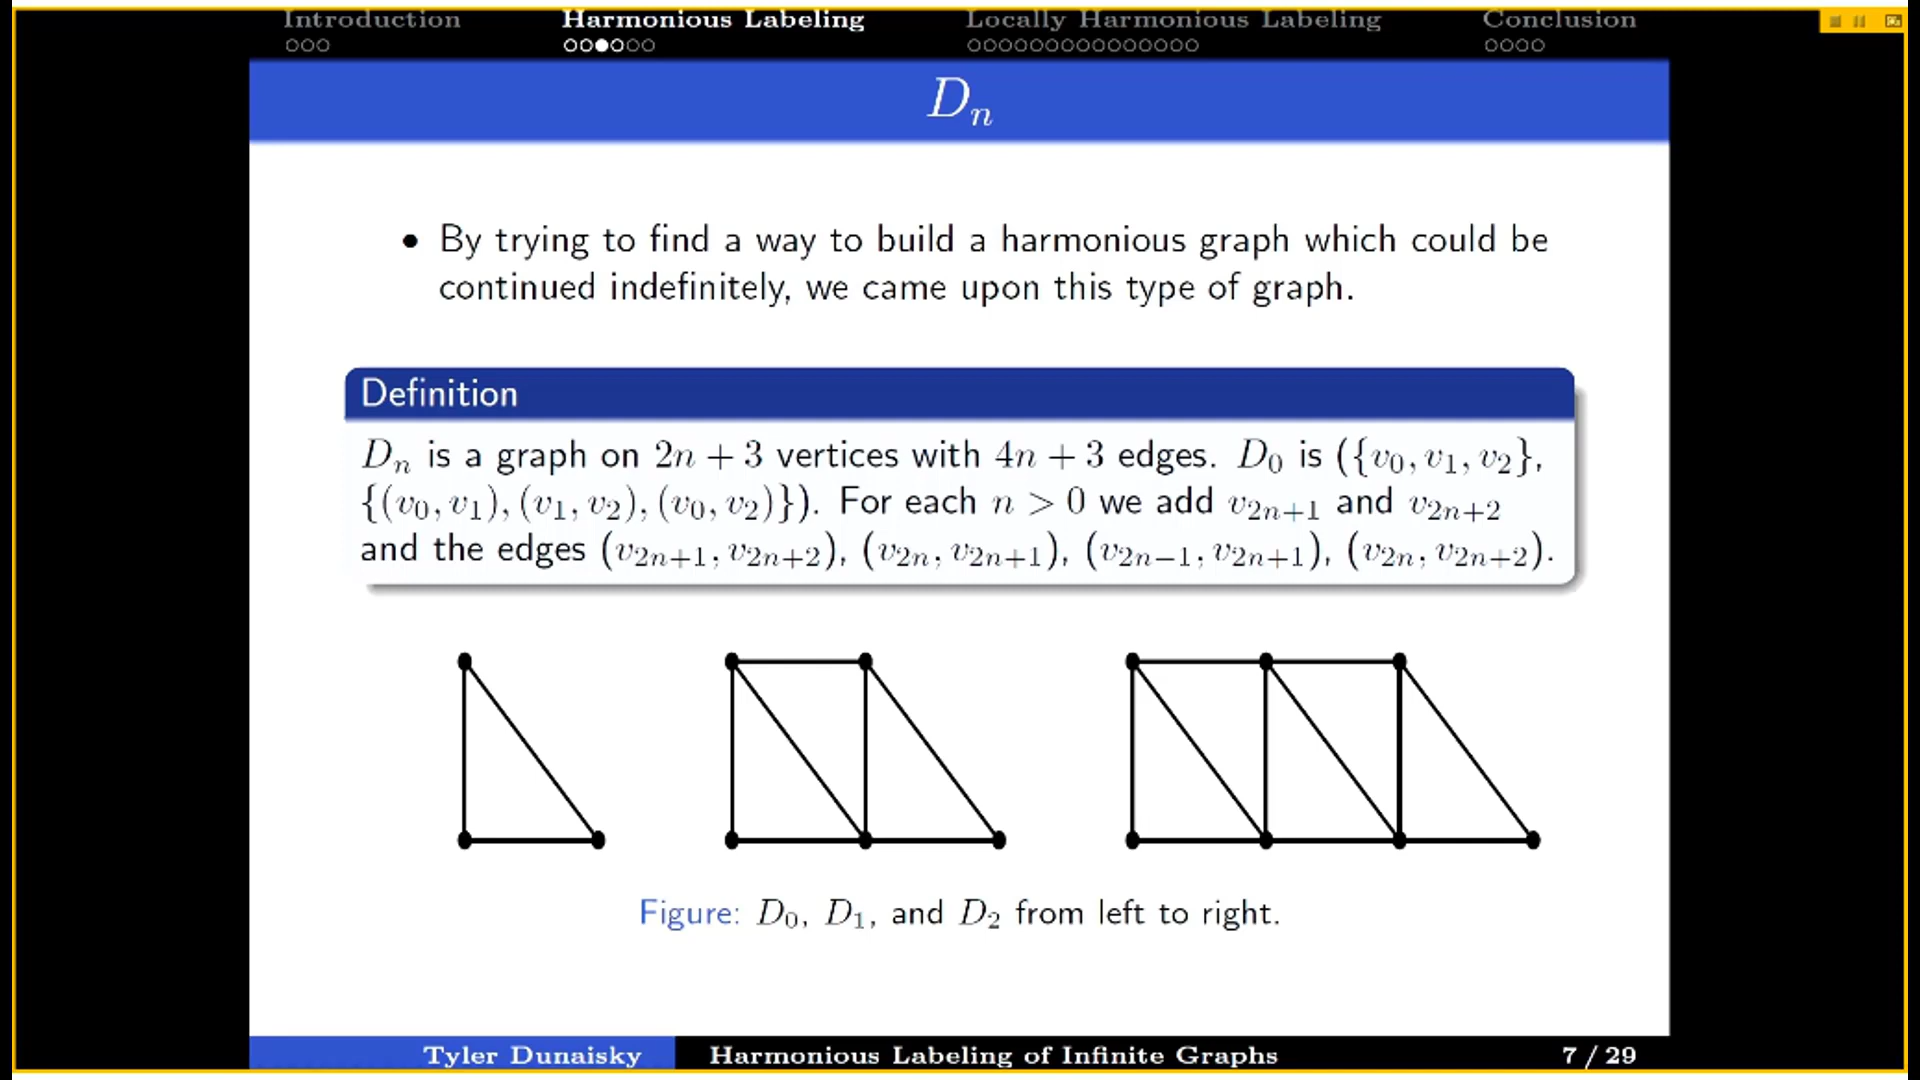 Introduction Harmonious Labeling Locally Harmonious Labeling Conclusion
Dₙ
• By trying to find a way to build a harmonious graph which could be
continued indefinitely, we came upon this type of graph.
Definition
Dₙ is a graph on 2n + 3 vertices with 4n + 3 edges. D₀ is ({v₀, v₁, v₂},
{(v₀, v₁), (v₁, v₂), (v₀, v₂)}). For each n > 0 we add v₂ₙ₊₁ and v₂ₙ₊₂
and the edges (v₂ₙ₊₁, v₂ₙ₊₂), (v₂ₙ, v₂ₙ₊₁), (v₂ₙ₋₁, v₂ₙ₊₁), (v₂ₙ, v₂ₙ₊₂).
Figure: D₀, D₁, and D₂ from left to right.
Tyler Dunaisky Harmonious Labeling of Infinite Graphs 7 / 29